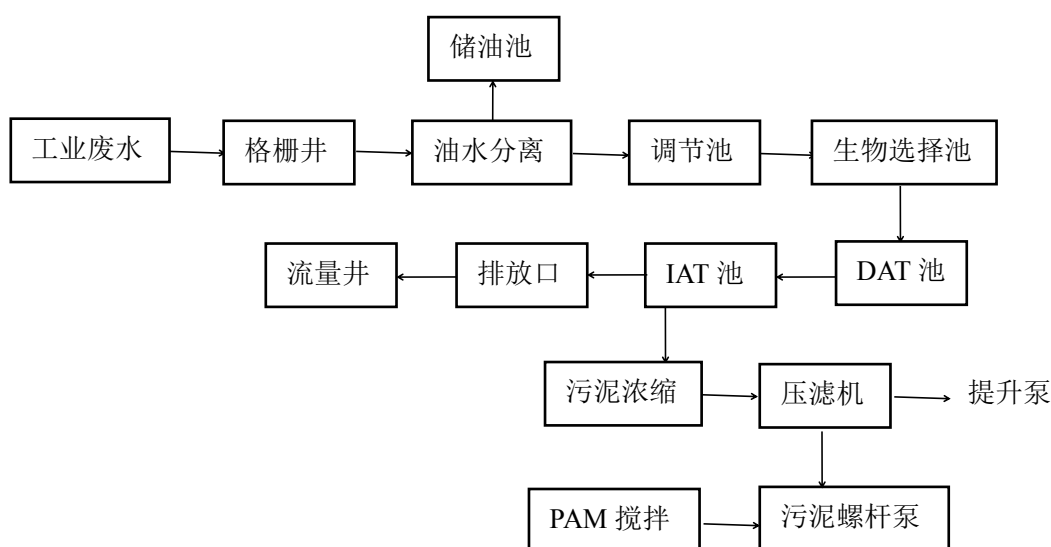 储油池
工业废水
格栅井
油水分离
调节池
生物选择池
流量井
排放口
IAT 池
DAT 池
污泥浓缩
压滤机
提升泵
PAM 搅拌
污泥螺杆泵